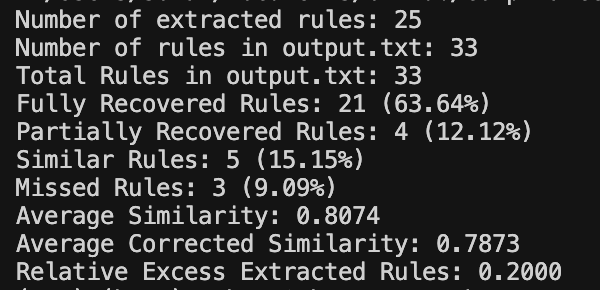 Number of extracted rules: 25
Number of rules in output.txt: 33
Total Rules in output.txt: 33
Fully Recovered Rules: 21 (63.64%)
Partially Recovered Rules: 4 (12.12%)
Similar Rules: 5 (15.15%)
Missed Rules: 3 (9.09%)
Average Similarity: 0.8074
Average Corrected Similarity: 0.7873
Relative Excess Extracted Rules: 0.2000